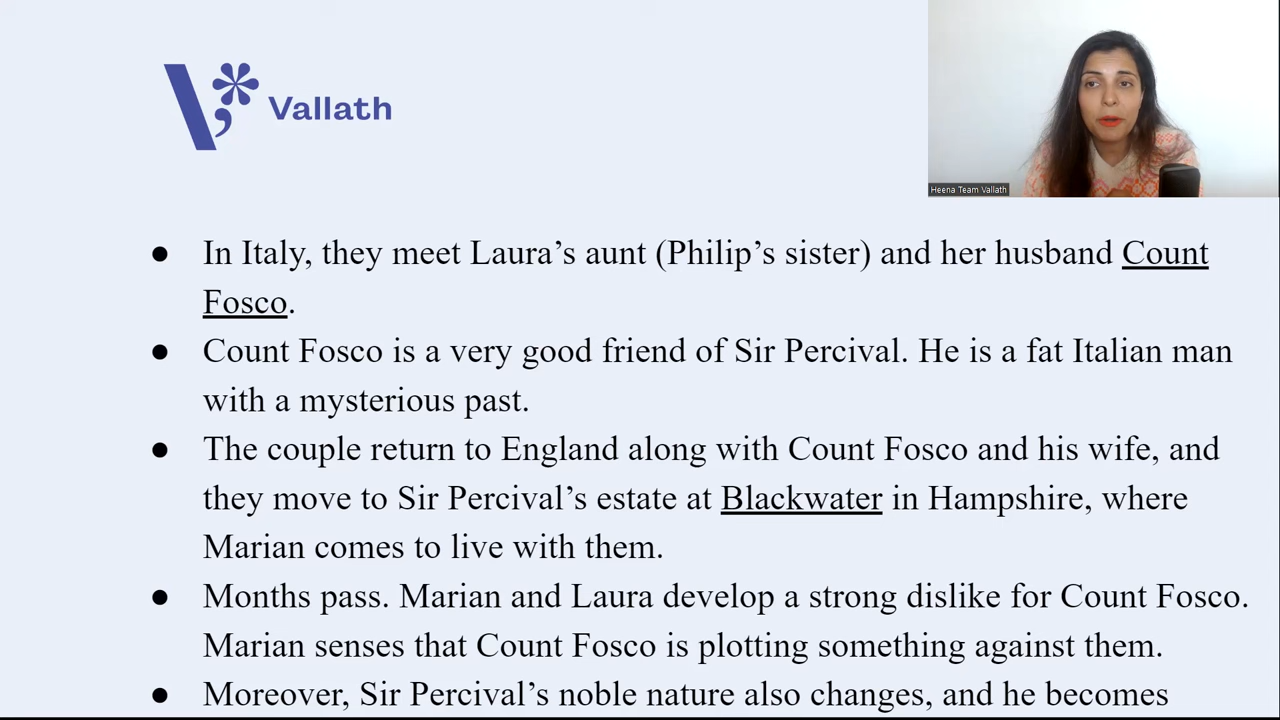 Vallath
Heena Team Vallath
● In Italy, they meet Laura’s aunt (Philip’s sister) and her husband Count
Fosco.
● Count Fosco is a very good friend of Sir Percival. He is a fat Italian man
with a mysterious past.
● The couple return to England along with Count Fosco and his wife, and
they move to Sir Percival’s estate at Blackwater in Hampshire, where
Marian comes to live with them.
● Months pass. Marian and Laura develop a strong dislike for Count Fosco.
Marian senses that Count Fosco is plotting something against them.
● Moreover, Sir Percival’s noble nature also changes, and he becomes